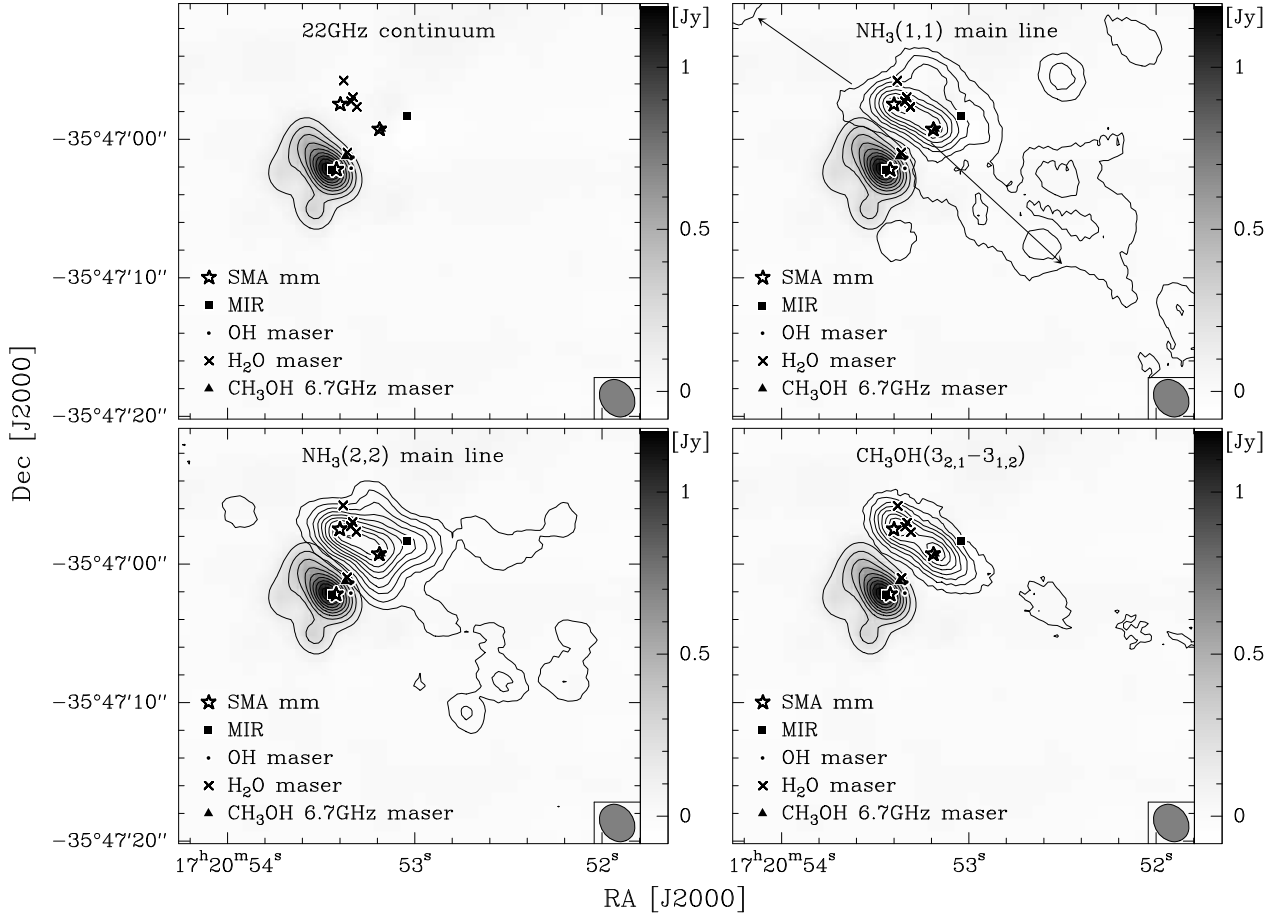 22GHz continuum
[Jy]
1
0.5
0
−35°47′00″
−35°47′10″
−35°47′20″
SMA mm
MIR
OH maser
H₂O maser
CH₃OH 6.7GHz maser
NH₃(1,1) main line
[Jy]
1
0.5
0
SMA mm
MIR
OH maser
H₂O maser
CH₃OH 6.7GHz maser
Dec [J2000]
NH₃(2,2) main line
[Jy]
1
0.5
0
−35°47′00″
−35°47′10″
−35°47′20″
SMA mm
MIR
OH maser
H₂O maser
CH₃OH 6.7GHz maser
17ʰ20ᵐ54ˢ
53ˢ
52ˢ
CH₃OH(3₂,₁−3₁,₂)
[Jy]
1
0.5
0
SMA mm
MIR
OH maser
H₂O maser
CH₃OH 6.7GHz maser
17ʰ20ᵐ54ˢ
53ˢ
52ˢ
RA [J2000]